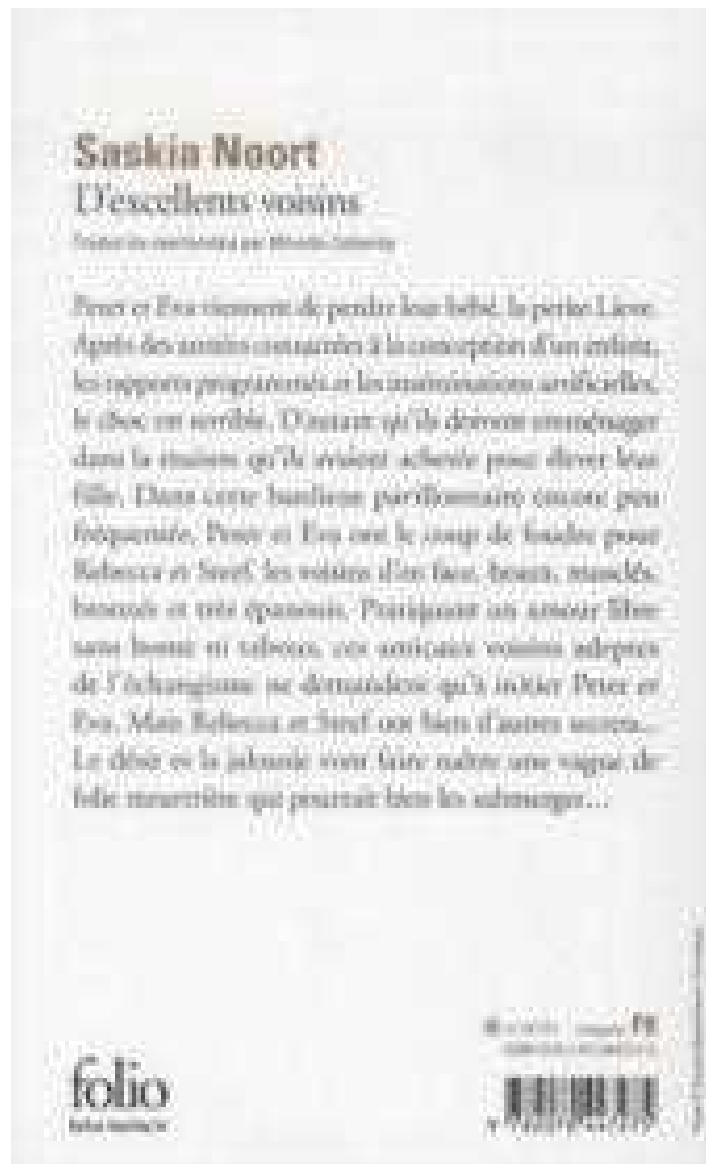 Saskia Noort
D'excellents voisins
Peter et Eva viennent de perdre leur bébé, la petite Lieve.
Après des années consacrées à la conception d'un enfant,
les rapports programmés et les inséminations artificielles,
le choc est terrible. D'autant qu'ils doivent emménager
dans la maison qu'ils avaient achetée pour élever leur
fille. Dans cette banlieue pavillonnaire encore peu
fréquentée, Peter et Eva ont le coup de foudre pour
Rebecca et Steef, les voisins d'en face, beaux, musclés,
bronzés et très épanouis. Pratiquant un amour libre
sans honte ni tabous, ces amicaux voisins adeptes
de l'échangisme ne demandent qu'à initier Peter et
Eva. Mais Rebecca et Steef ont bien d'autres secrets...
Le désir et la jalousie vont faire naître une vague de
folie meurtrière qui pourrait bien les submerger...
folio